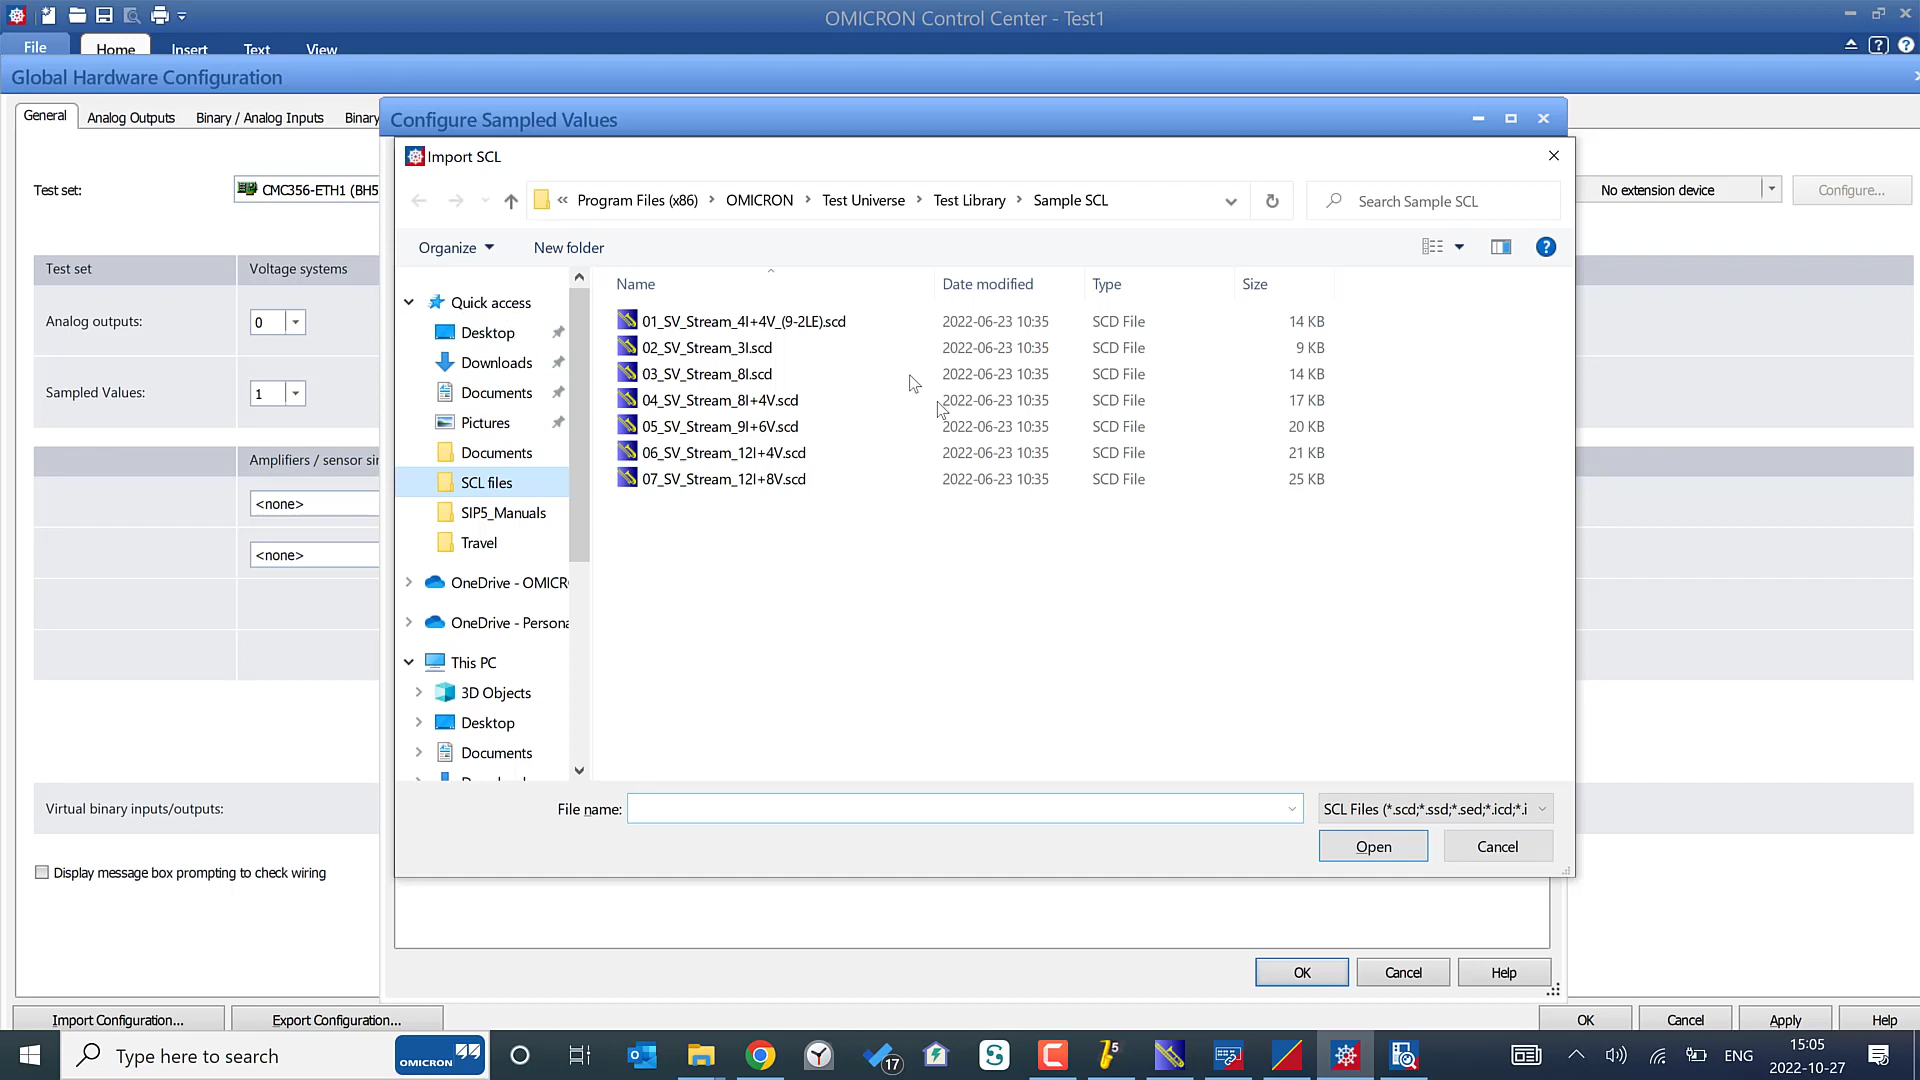 OMICRON Control Center - Test1
File Home Insert Text View
Global Hardware Configuration
General Analog Outputs Binary / Analog Inputs Binary
Configure Sampled Values
Import SCL
Test set: CMC356-ETH1 (BH5
No extension device Configure...
« Program Files (x86) > OMICRON > Test Universe > Test Library > Sample SCL
Search Sample SCL
Organize New folder
Test set Voltage systems
Analog outputs: 0
Sampled Values: 1
Amplifiers / sensor sin
<none>
<none>
Quick access
Desktop
Downloads
Documents
Pictures
Documents
SCL files
SIP5_Manuals
Travel
OneDrive - OMICR
OneDrive - Persona
This PC
3D Objects
Desktop
Documents
Name Date modified Type Size
01_SV_Stream_4I+4V_(9-2LE).scd 2022-06-23 10:35 SCD File 14 KB
02_SV_Stream_3I.scd 2022-06-23 10:35 SCD File 9 KB
03_SV_Stream_8I.scd 2022-06-23 10:35 SCD File 14 KB
04_SV_Stream_8I+4V.scd 2022-06-23 10:35 SCD File 17 KB
05_SV_Stream_9I+6V.scd 2022-06-23 10:35 SCD File 20 KB
06_SV_Stream_12I+4V.scd 2022-06-23 10:35 SCD File 21 KB
07_SV_Stream_12I+8V.scd 2022-06-23 10:35 SCD File 25 KB
File name: SCL Files (*.scd;*.ssd;*.sed;*.icd;*.i
Open Cancel
Virtual binary inputs/outputs:
Display message box prompting to check wiring
OK Cancel Help
Import Configuration... Export Configuration... OK Cancel Apply Help
Type here to search OMICRON 17 5 ENG
15:05
2022-10-27